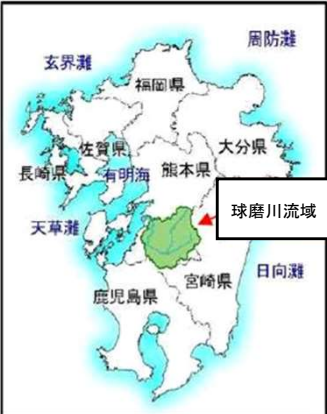 周防灘
玄界灘
福岡県
大分県
佐賀県
熊本県
長崎県
有明海
球磨川流域
天草灘
日向灘
宮崎県
鹿児島県